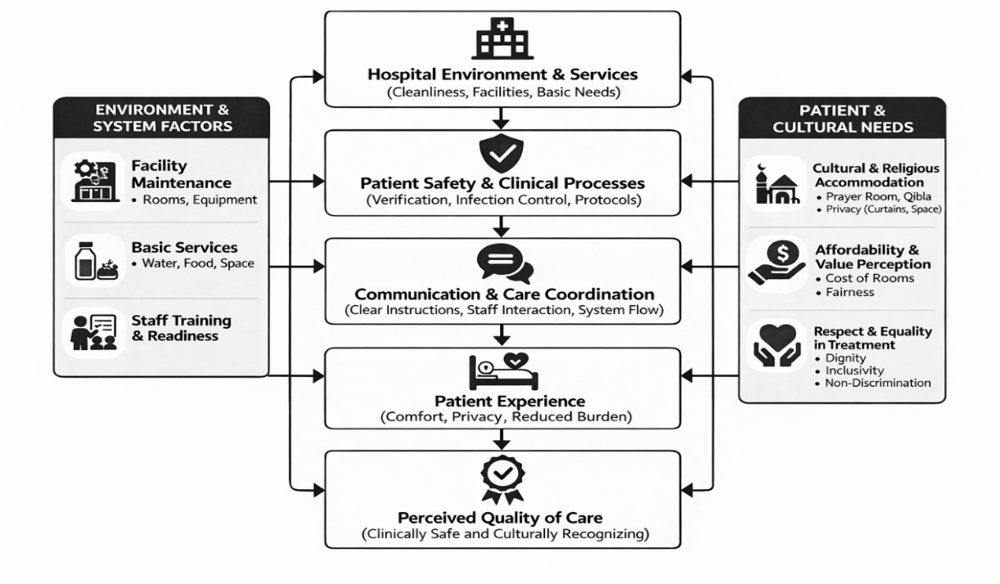 Hospital Environment & Services
(Cleanliness, Facilities, Basic Needs)
ENVIRONMENT &
SYSTEM FACTORS
Facility
Maintenance
• Rooms, Equipment
Basic Services
• Water, Food, Space
Staff Training
& Readiness
Patient Safety & Clinical Processes
(Verification, Infection Control, Protocols)
Communication & Care Coordination
(Clear Instructions, Staff Interaction, System Flow)
Patient Experience
(Comfort, Privacy, Reduced Burden)
Perceived Quality of Care
(Clinically Safe and Culturally Recognizing)
PATIENT &
CULTURAL NEEDS
Cultural & Religious
Accommodation
• Prayer Room, Qibla
• Privacy (Curtains, Space)
$
Affordability &
Value Perception
• Cost of Rooms
• Fairness
Respect & Equality
in Treatment
• Dignity
• Inclusivity
• Non-Discrimination